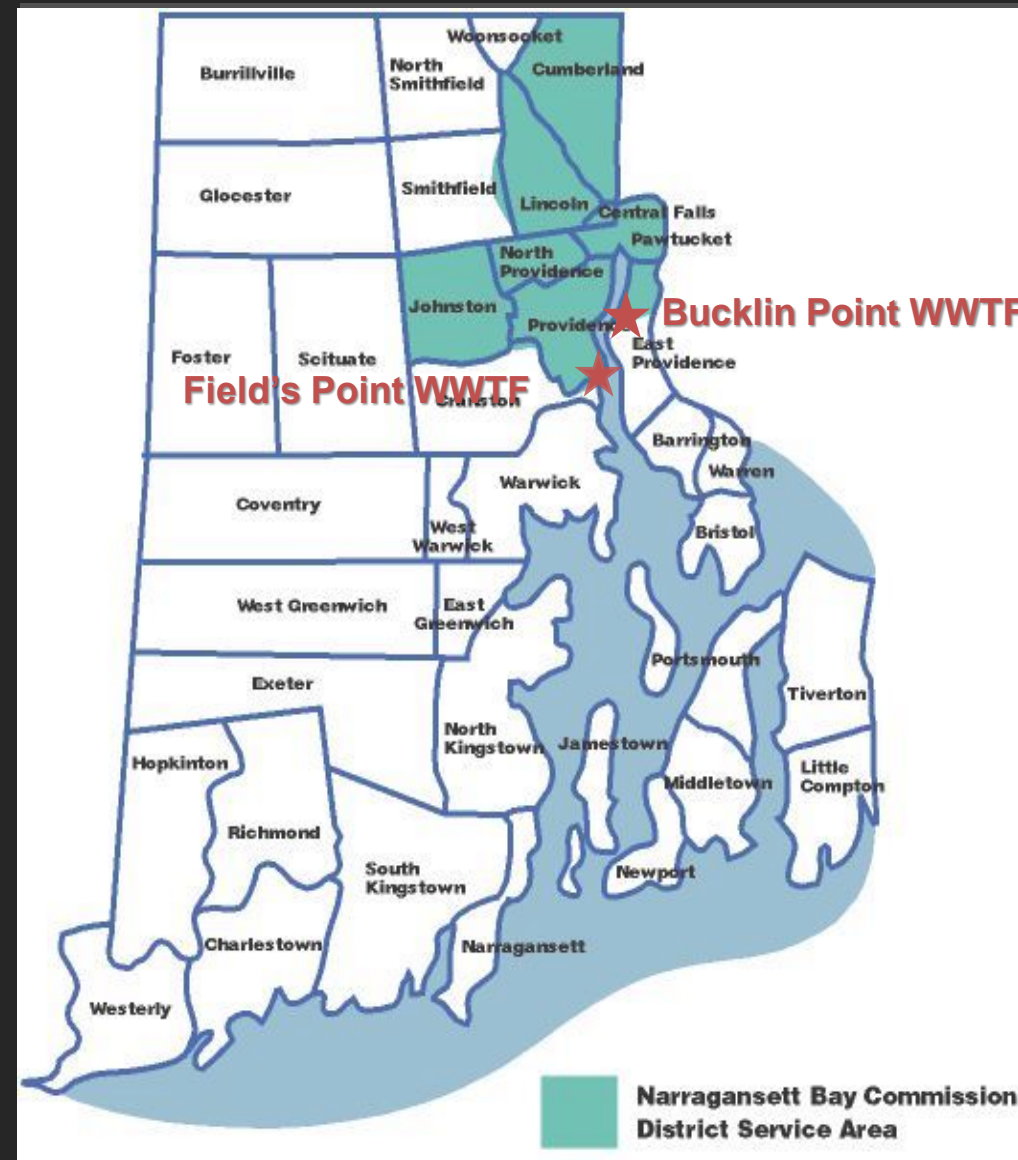 Woonsocket
Burrillville
North
Smithfield
Cumberland
Glocester
Smithfield
Lincoln
Central Falls
Pawtucket
North
Providence
Johnston
Providence
Bucklin Point WWTF
East
Providence
Foster
Scituate
Field's Point WWTF
Cranston
Barrington
Warren
Warwick
Coventry
West
Warwick
Bristol
West Greenwich
East
Greenwich
Portsmouth
Exeter
Tiverton
North
Kingstown
Jamestown
Hopkinton
Middletown
Little
Compton
Richmond
South
Kingstown
Newport
Charlestown
Narragansett
Westerly
Narragansett Bay Commission
District Service Area